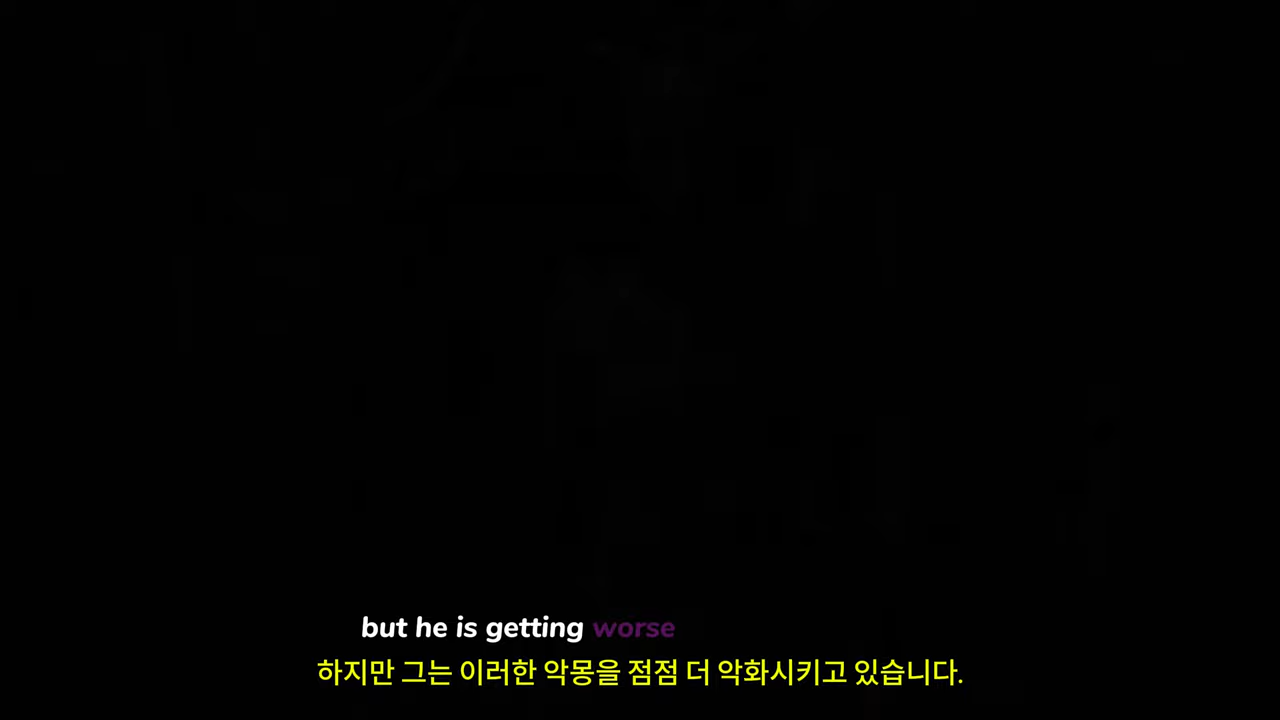 but he is getting worse
하지만 그는 이러한 악몽을 점점 더 악화시키고 있습니다.